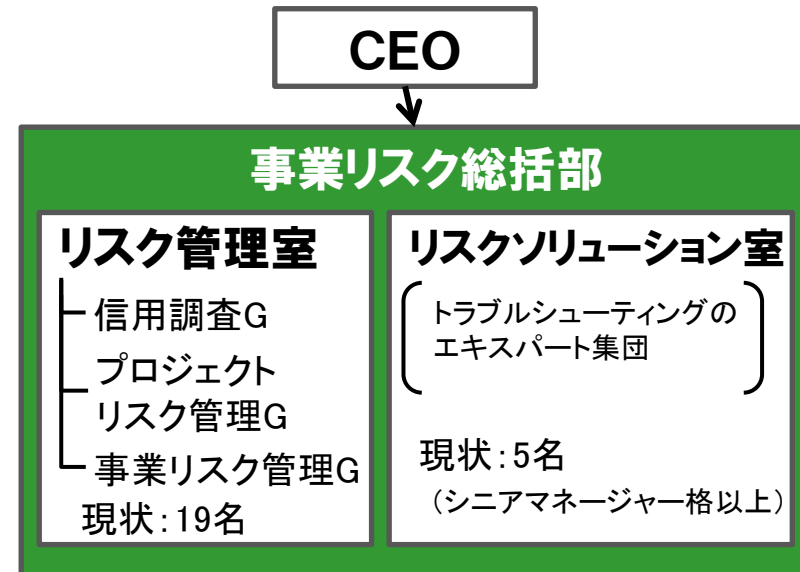 CEO
事業リスク総括部
リスク管理室
信用調査G
プロジェクト
リスク管理G
事業リスク管理G
現状:19名
リスクソリューション室
トラブルシューティングの
エキスパート集団
現状:5名
(シニアマネージャー格以上)